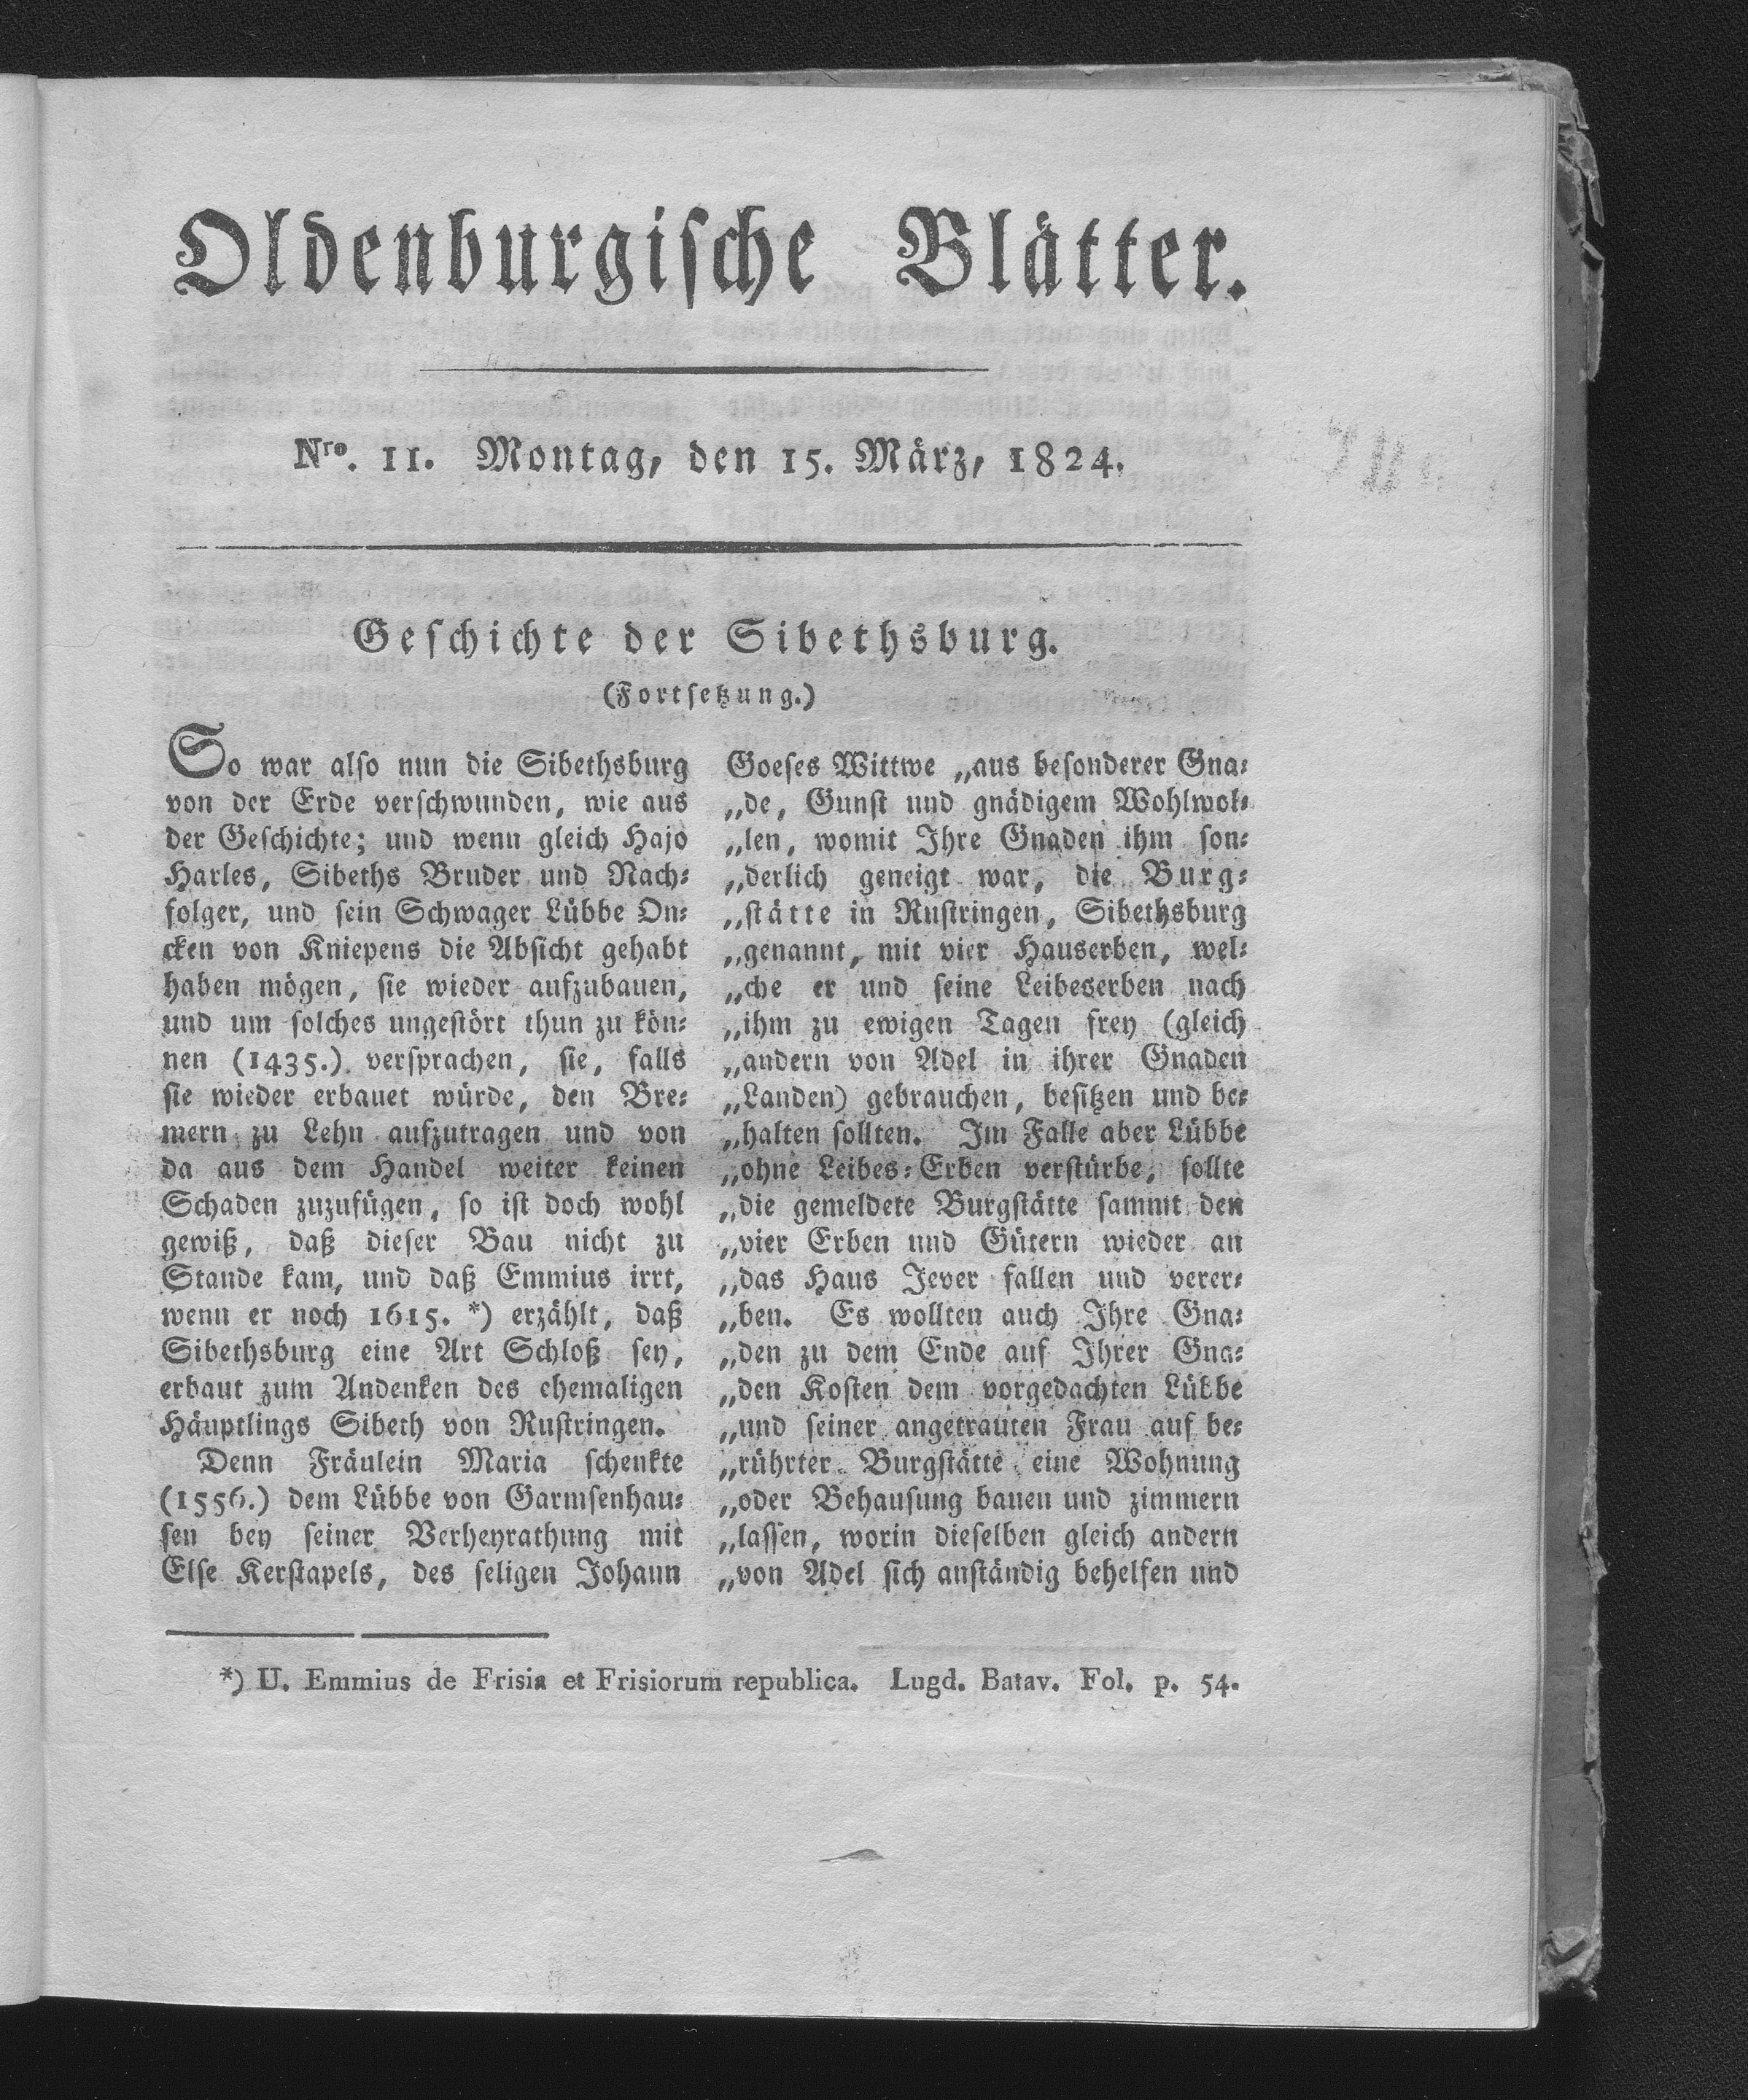 Oldenburgische Blätter.
Nro. 11. Montag, den 15. März, 1824.
Geschichte der Sibethsburg.
(Fortsetzung.)
So war also nun die Sibethsburg
von der Erde verschwunden, wie aus
der Geschichte; und wenn gleich Hajo
Harles, Sibeths Bruder und Nach⸗
folger, und sein Schwager Lübbe On⸗
cken von Kniepens die Absicht gehabt
haben mögen, sie wieder aufzubauen,
und um solches ungestört thun zu kön⸗
nen (1435.) versprachen, sie, falls
sie wieder erbauet würde, den Bre⸗
mern zu Lehn aufzutragen und von
da aus dem Handel weiter keinen
Schaden zuzufügen, so ist doch wohl
gewiß, daß dieser Bau nicht zu
Stande kam, und daß Emmius irrt,
wenn er noch 1615. *) erzählt, daß
Sibethsburg eine Art Schloß sey,
erbaut zum Andenken des ehemaligen
Häuptlings Sibeth von Rustringen.
Denn Fräulein Maria schenkte
(1556.) dem Lübbe von Garmsenhau⸗
sen bey seiner Verheyrathung mit
Else Kerstapels, des seligen Johann
Goeses Wittwe „aus besonderer Gna⸗
„de, Gunst und gnädigem Wohlwol⸗
„len, womit Ihre Gnaden ihm son⸗
„derlich geneigt war, die Burg⸗
„stätte in Rustringen, Sibethsburg
„genannt, mit vier Hauserben, wel⸗
„che er und seine Leibeserben nach
„ihm zu ewigen Tagen frey (gleich
„andern von Adel in ihrer Gnaden
„Landen) gebrauchen, besitzen und be⸗
„halten sollten. Im Falle aber Lübbe
„ohne Leibes⸗Erben verstürbe, sollte
„die gemeldete Burgstätte sammt den
„vier Erben und Gütern wieder an
„das Haus Jever fallen und verer⸗
„ben. Es wollten auch Ihre Gna⸗
„den zu dem Ende auf Ihrer Gna⸗
„den Kosten dem vorgedachten Lübbe
„und seiner angetrauten Frau auf be⸗
„rührter Burgstätte eine Wohnung
„oder Behausung bauen und zimmern
„lassen, worin dieselben gleich andern
„von Adel sich anständig behelfen und
*) U. Emmius de Frisia et Frisiorum republica. Lugd. Batav. Fol. p. 54.